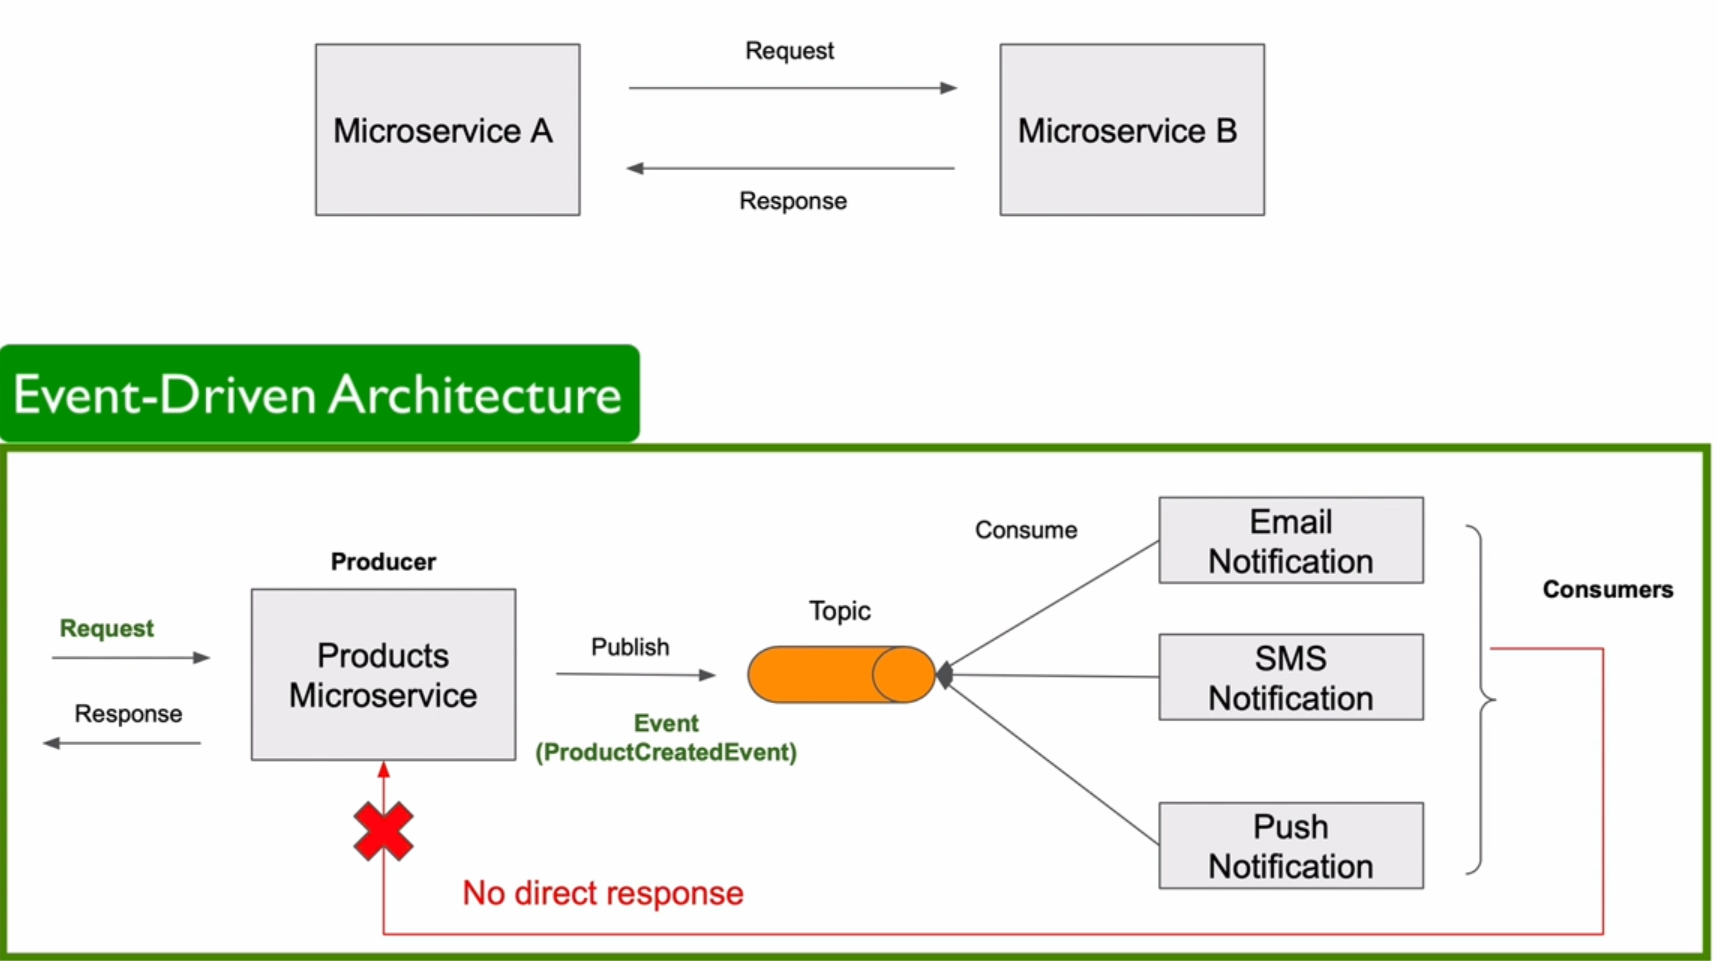 Request
Microservice A
Microservice B
Response
Event-Driven Architecture
Producer
Request
Response
Products
Microservice
Publish
Event
(ProductCreatedEvent)
Topic
Consume
Email
Notification
SMS
Notification
Push
Notification
Consumers
No direct response